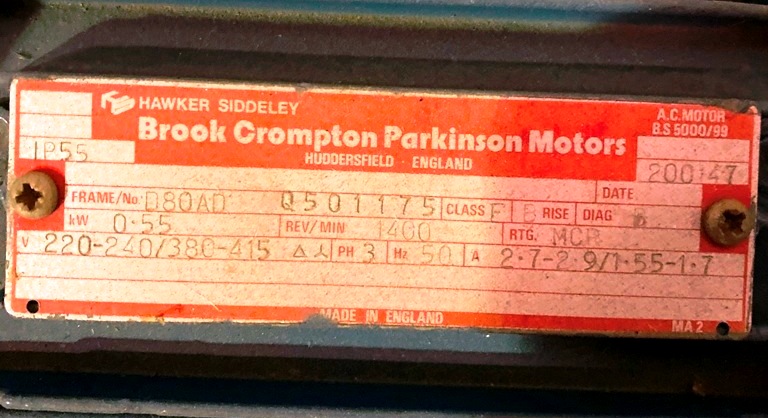 HAWKER SIDDELEY
A.C. MOTOR
B.S 5000/99
Brook Crompton Parkinson Motors
HUDDERSFIELD - ENGLAND
IP55
200147
FRAME/No D80AD Q501175 CLASS F B RISE DATE
DIAG
kW 0·55 REV/MIN 1400 RTG. MCR
V 220-240/380-415 △ ⅄ PH 3 Hz 50 A 2·7-2·9/1·55-1·7
MADE IN ENGLAND
MA 2